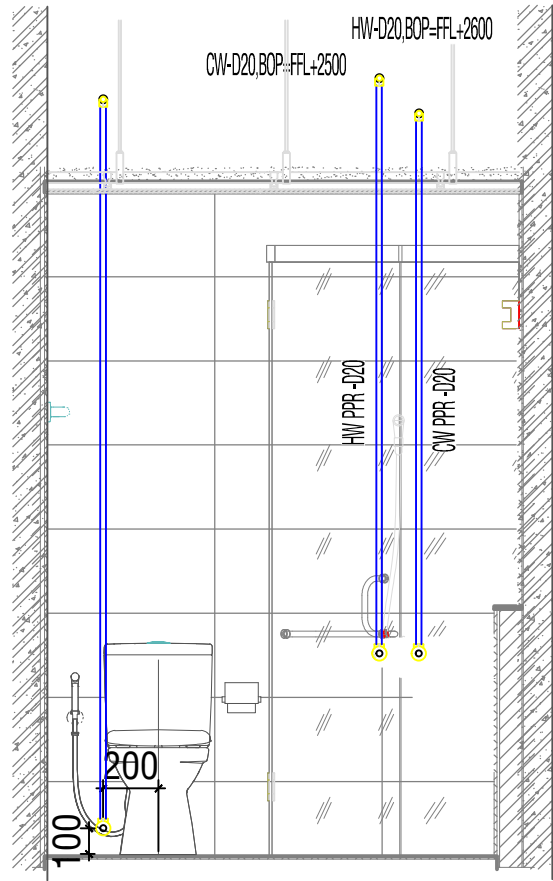 HW-D20,BOP=FFL+2600
CW-D20,BOP=FFL+2500
HW PPR -D20
CW PPR -D20
200
100